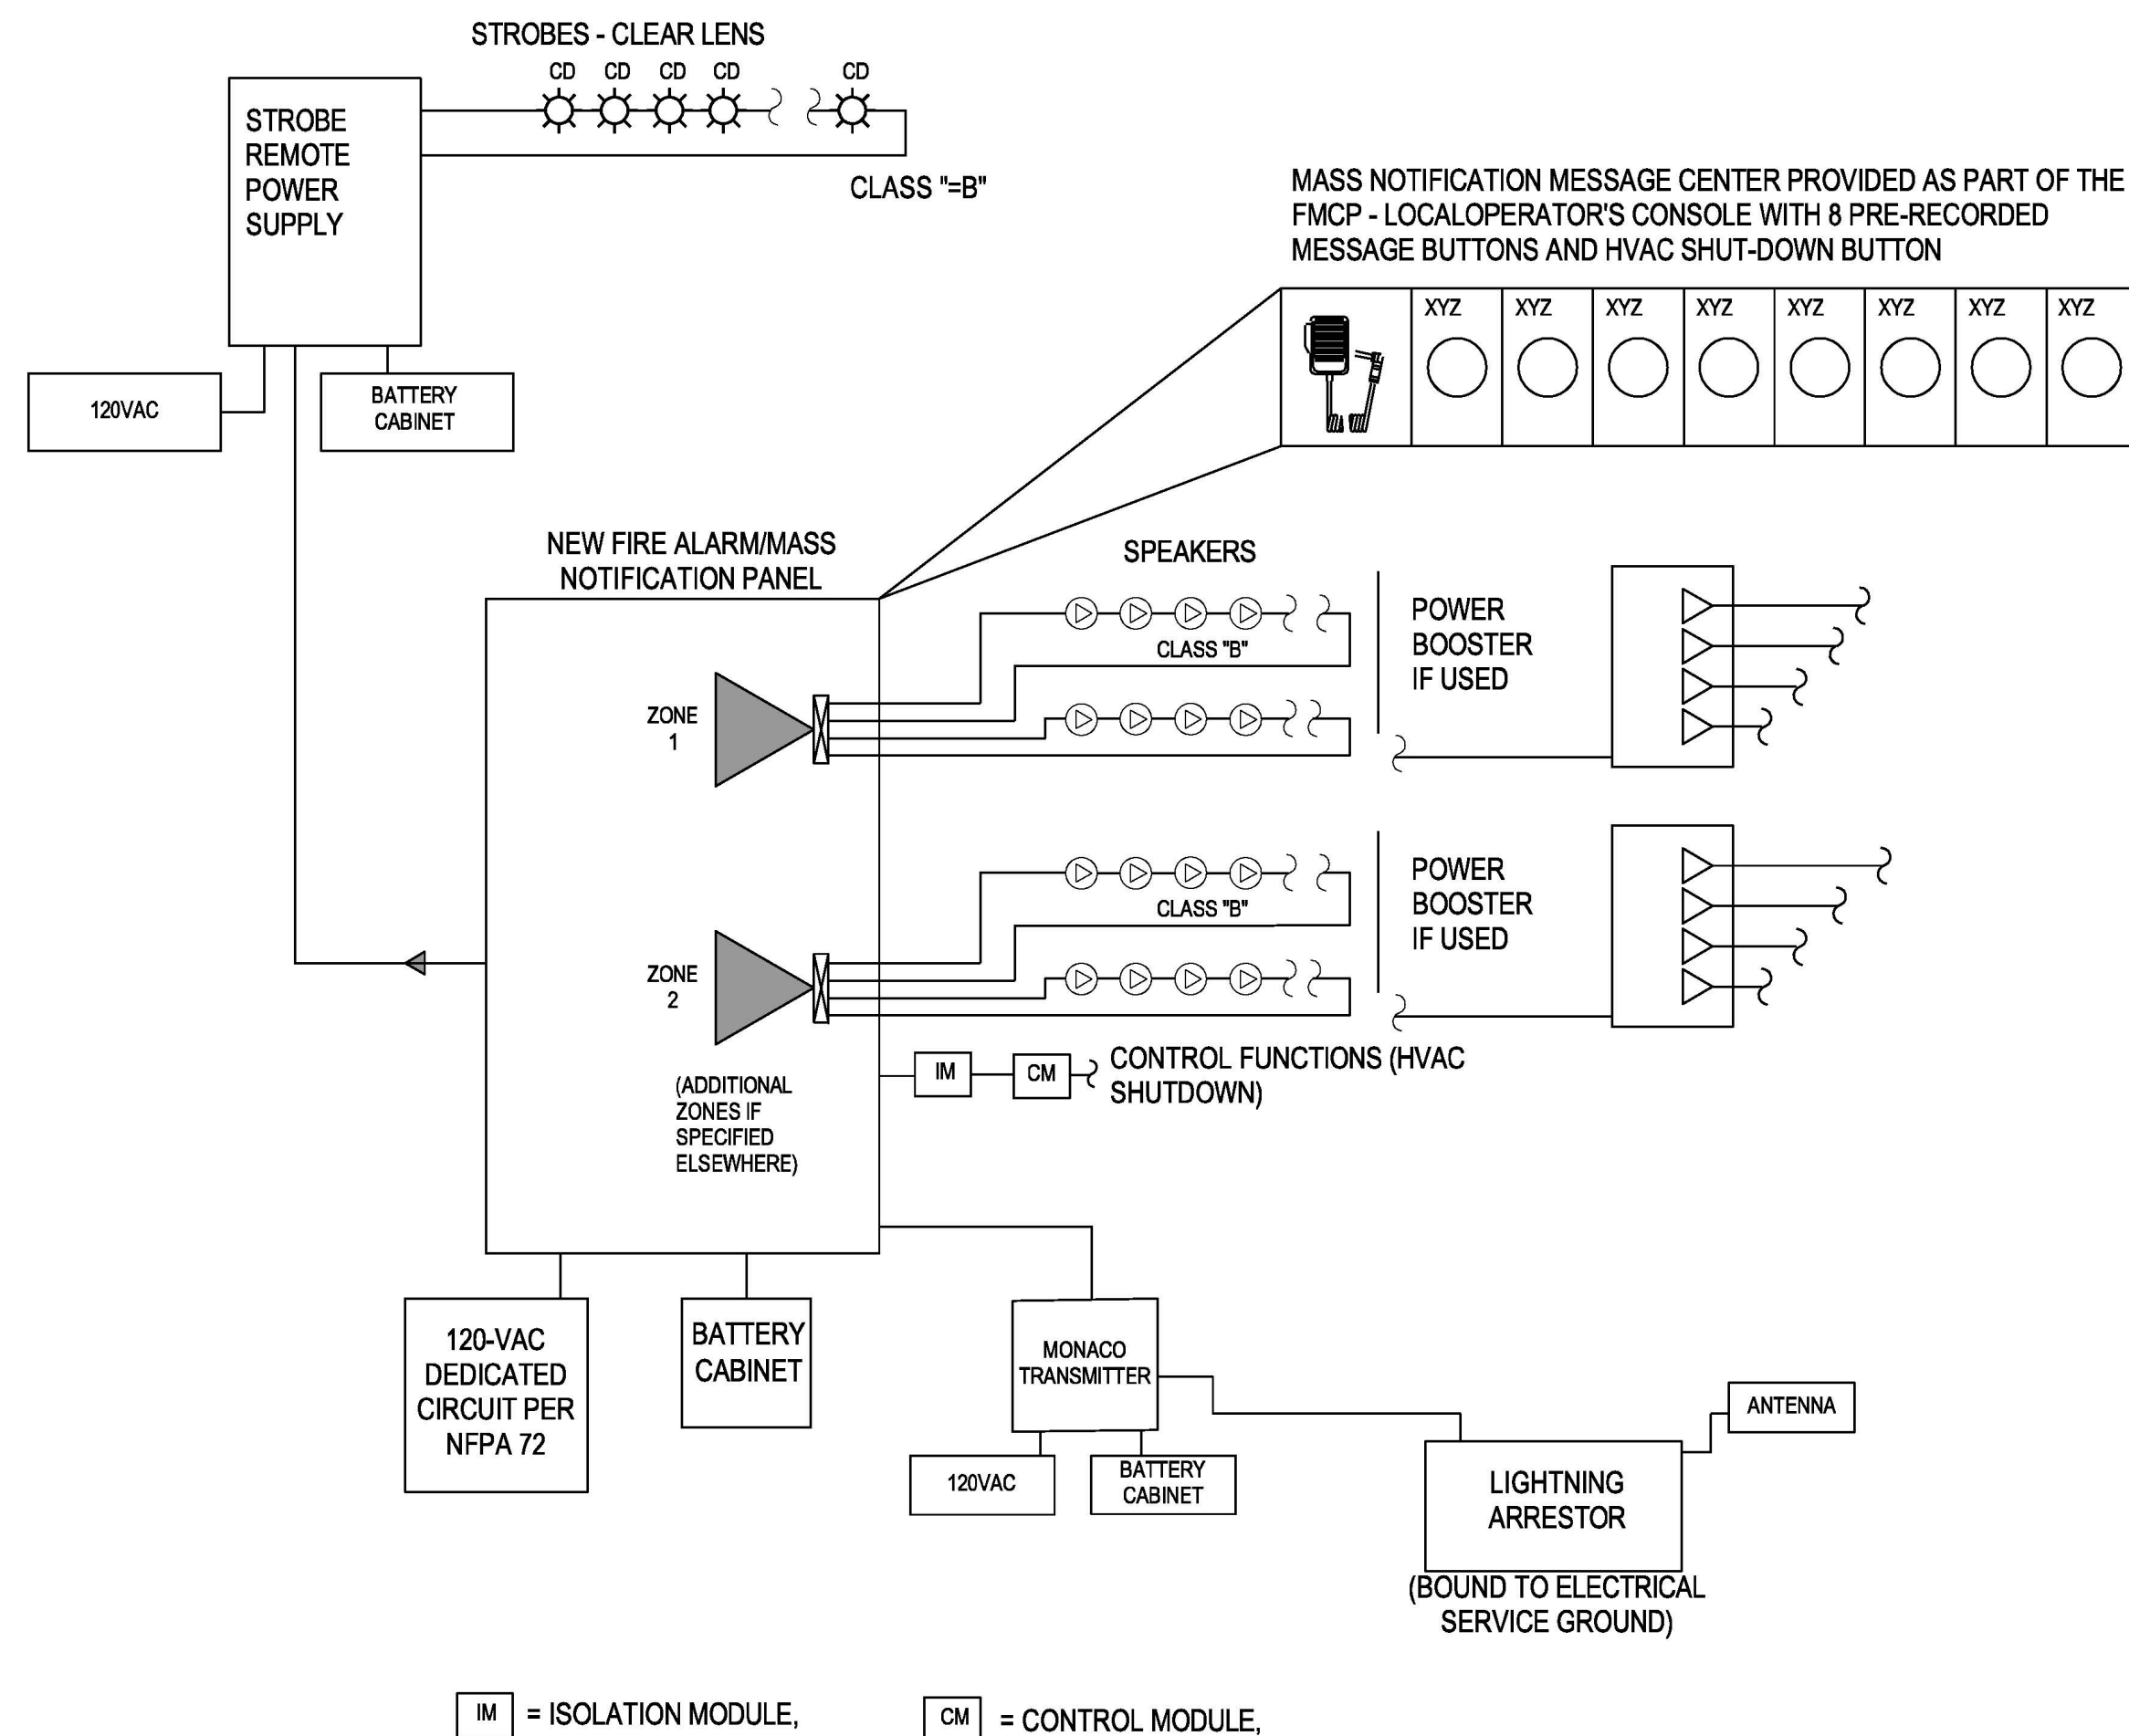 STROBES - CLEAR LENS
CD CD CD CD CD
STROBE
REMOTE
POWER
SUPPLY
CLASS "=B"
120VAC
BATTERY
CABINET
MASS NOTIFICATION MESSAGE CENTER PROVIDED AS PART OF THE
FMCP - LOCALOPERATOR'S CONSOLE WITH 8 PRE-RECORDED
MESSAGE BUTTONS AND HVAC SHUT-DOWN BUTTON
XYZ XYZ XYZ XYZ XYZ XYZ XYZ XYZ
NEW FIRE ALARM/MASS
NOTIFICATION PANEL
SPEAKERS
CLASS "B"
ZONE
1
POWER
BOOSTER
IF USED
CLASS "B"
ZONE
2
POWER
BOOSTER
IF USED
(ADDITIONAL
ZONES IF
SPECIFIED
ELSEWHERE)
IM
CM
CONTROL FUNCTIONS (HVAC
SHUTDOWN)
120-VAC
DEDICATED
CIRCUIT PER
NFPA 72
BATTERY
CABINET
MONACO
TRANSMITTER
120VAC
BATTERY
CABINET
ANTENNA
LIGHTNING
ARRESTOR
(BOUND TO ELECTRICAL
SERVICE GROUND)
IM = ISOLATION MODULE,
CM = CONTROL MODULE,